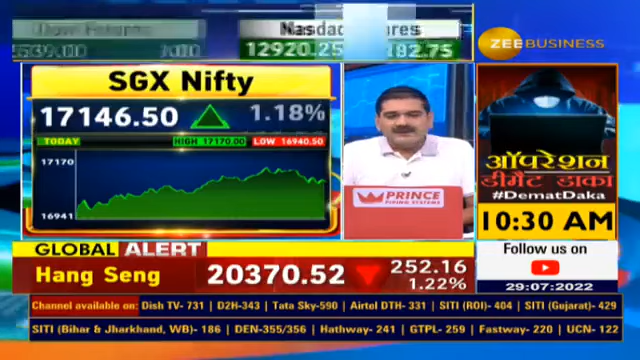 Nasdaq Futures
12920.25
182.75
ZEE BUSINESS
SGX Nifty
17146.50 1.18%
TODAY HIGH 17170.00 LOW 16940.50
17170
16941
PRINCE
PIPING SYSTEMS
ऑपरेशन
डीमैट डाका
#DematDaka
10:30 AM
Follow us on
29:07:2022
GLOBAL ALERT
Hang Seng 20370.52 252.16
1.22%
Channel available on: Dish TV- 731 | D2H-343 | Tata Sky-590 | Airtel DTH- 331 | SITI (ROI)- 404 | SITI (Gujarat)- 429
SITI (Bihar & Jharkhand, WB)- 186 | DEN-355/356 | Hathway- 241 | GTPL- 259 | Fastway- 220 | UCN- 122